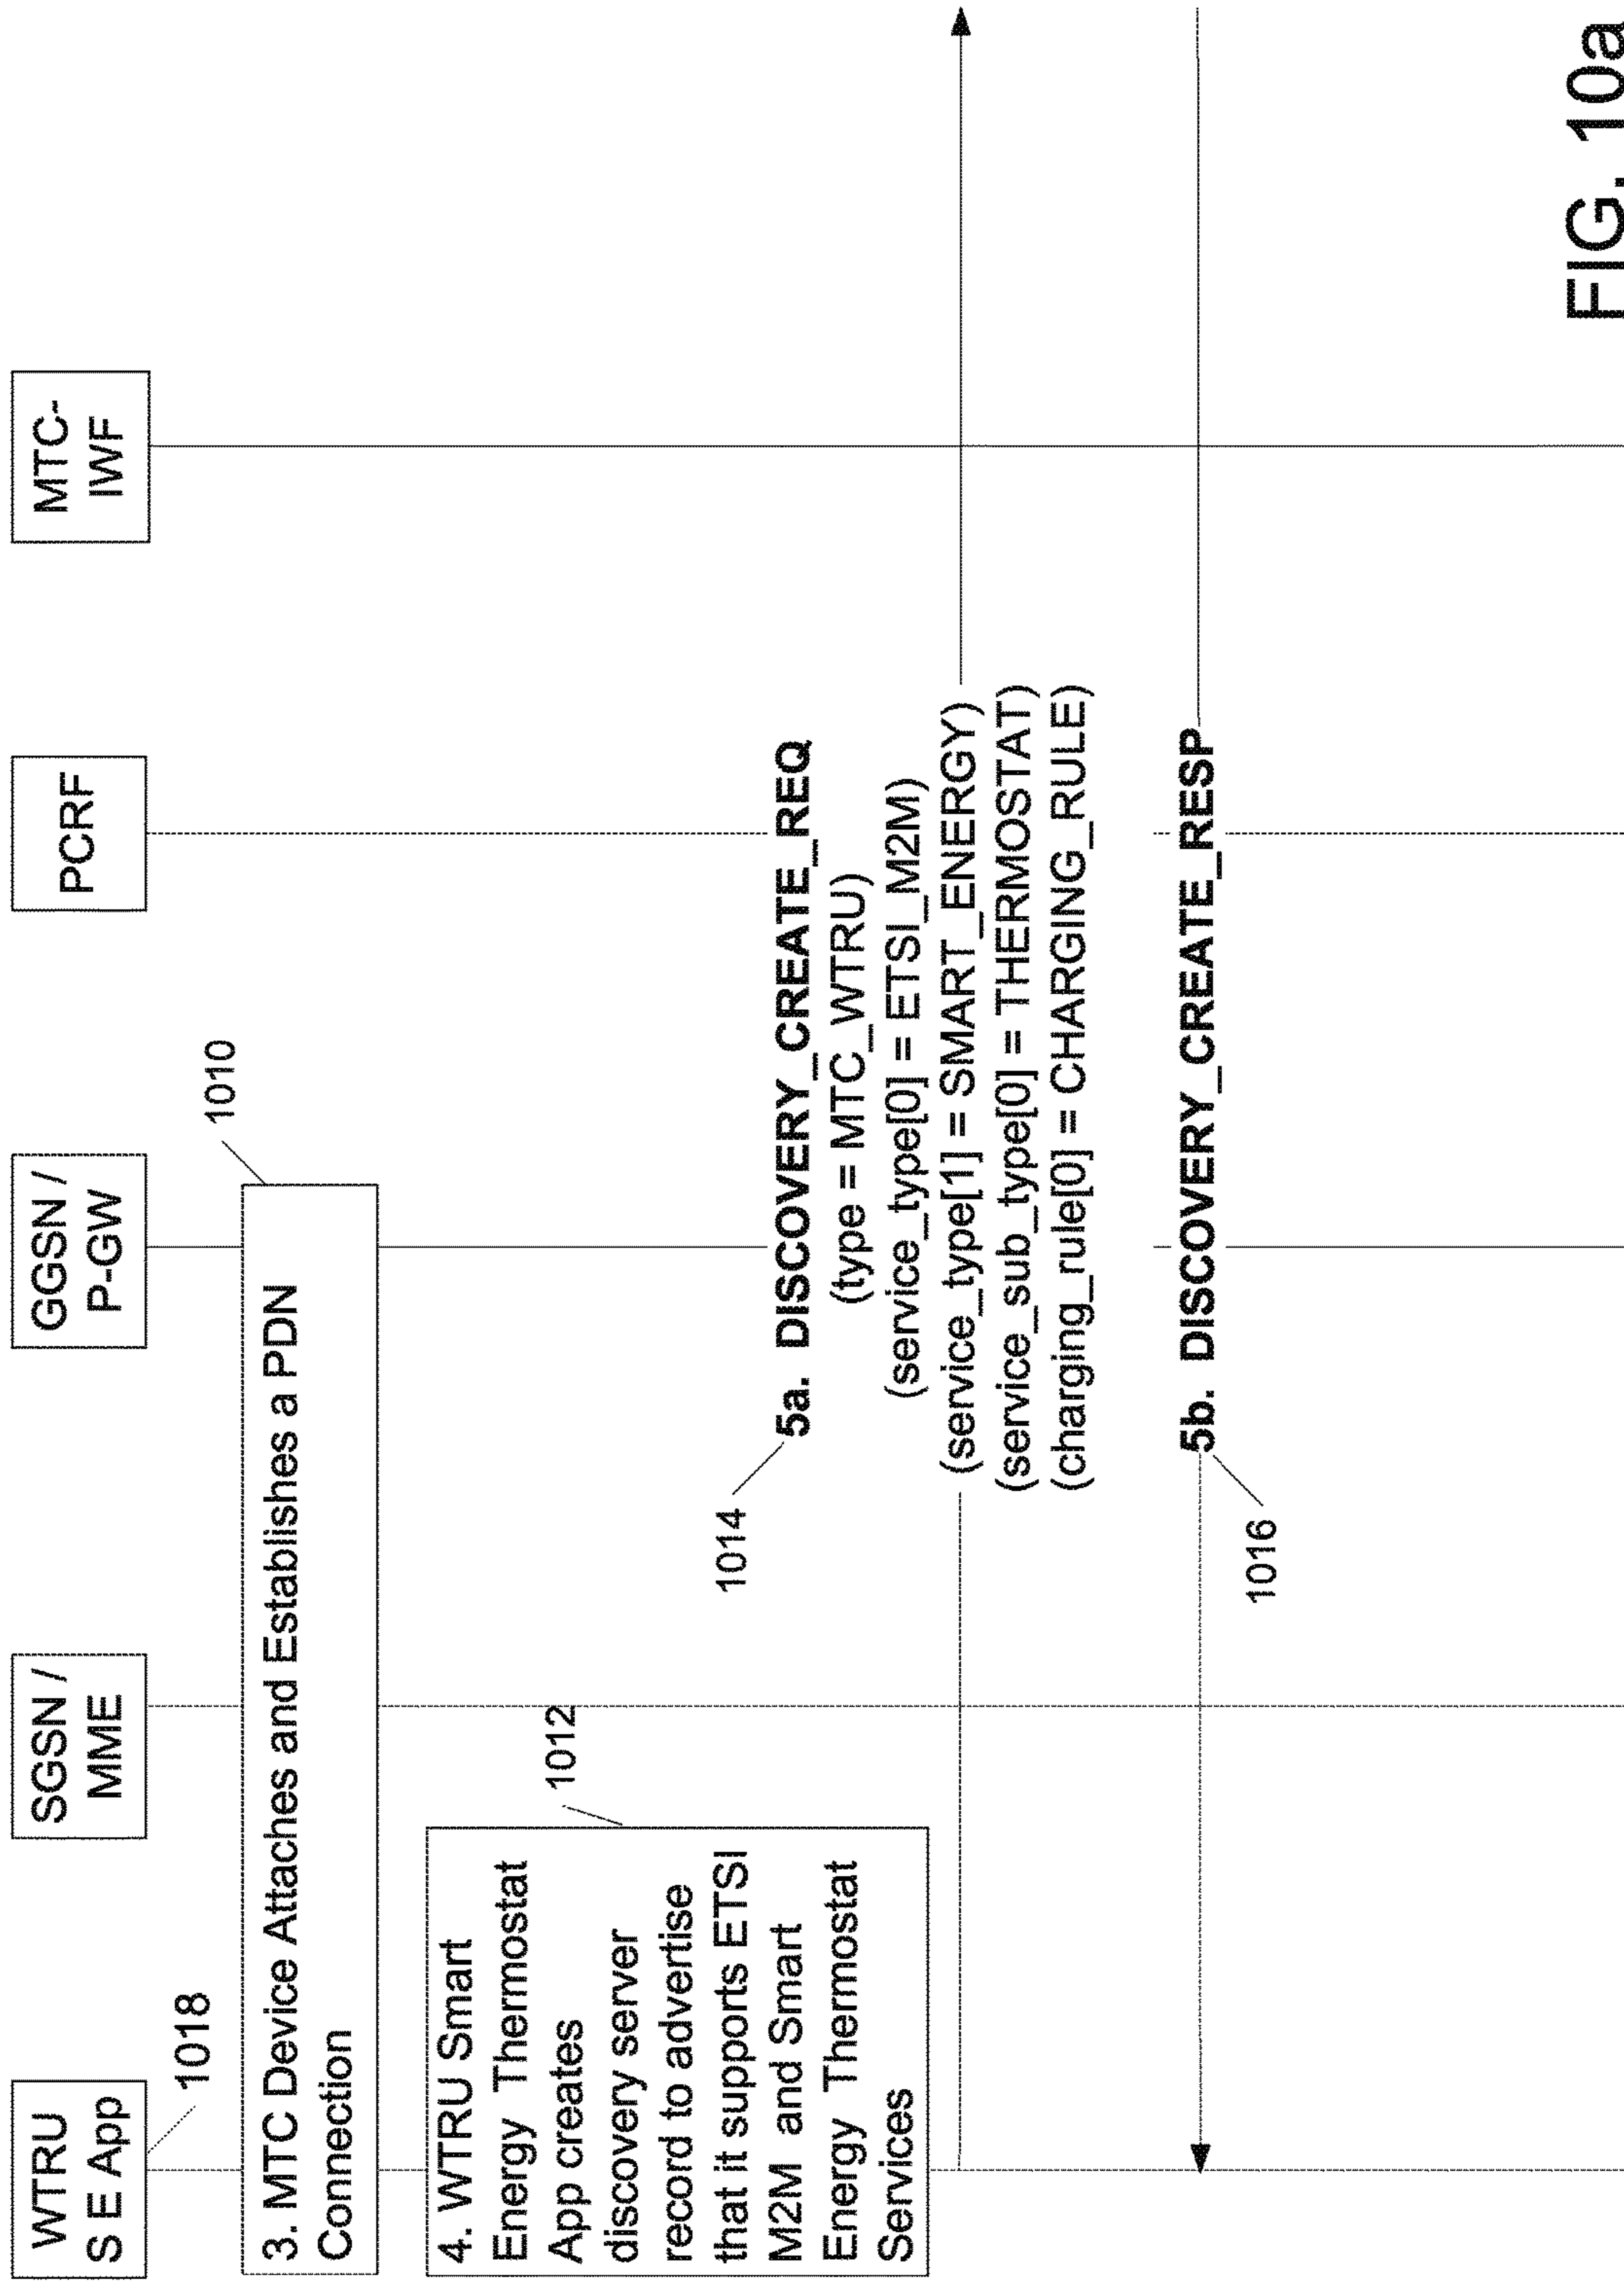 WTRU
S E App
SGSN /
MME
GGSN /
P-GW
PCRF
MTC-
IWF
1018
1010
3. MTC Device Attaches and Establishes a PDN
Connection
4. WTRU Smart
Energy Thermostat
App creates
discovery server
record to advertise
that it supports ETSI
M2M and Smart
Energy Thermostat
Services
1012
1014
5a. DISCOVERY_CREATE_REQ
(type = MTC_WTRU)
(service_type[0] = ETSI_M2M)
(service_type[1] = SMART_ENERGY)
(service_sub_type[0] = THERMOSTAT)
(charging_rule[0] = CHARGING_RULE)
5b. DISCOVERY_CREATE_RESP
1016
FIG. 10a